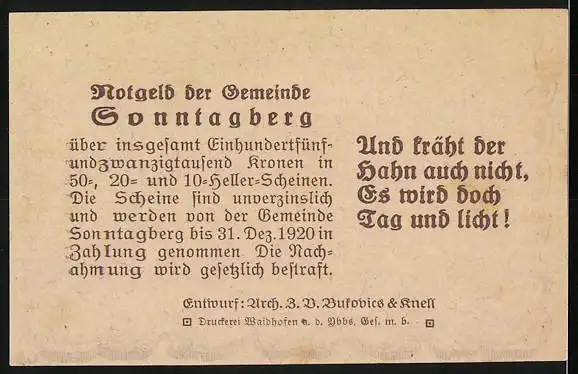 Notgeld der Gemeinde
Sonntagberg
über insgesamt Einhundertfünf-
undzwanzigtausend Kronen in
50-, 20- und 10-Heller-Scheinen.
Die Scheine sind unverzinslich
und werden von der Gemeinde
Sonntagberg bis 31. Dez. 1920 in
Zahlung genommen. Die Nach-
ahmung wird gesetzlich bestraft.
Und kräht der
Hahn auch nicht,
Es wird doch
Tag und licht!
Entwurf: Arch. Z. V. Bukovics & Knell
Druckerei Waidhofen a. d. Ybbs, Ges. m. b.